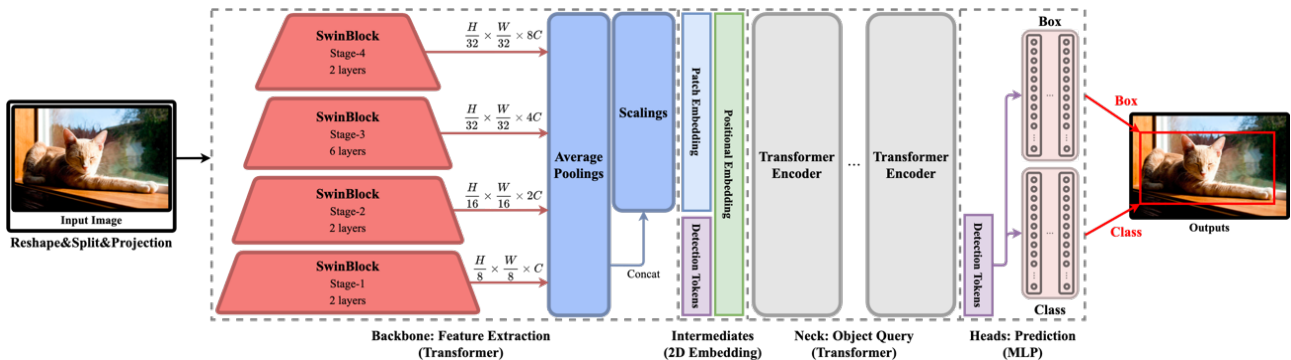 Input Image
Reshape&Split&Projection
SwinBlock
Stage-4
2 layers
H/32 × W/32 × 8C
SwinBlock
Stage-3
6 layers
H/32 × W/32 × 4C
SwinBlock
Stage-2
2 layers
H/16 × W/16 × 2C
SwinBlock
Stage-1
2 layers
H/8 × W/8 × C
Average
Poolings
Scalings
Concat
Patch Embedding
Detection Tokens
Positional Embedding
Transformer
Encoder
...
Transformer
Encoder
Detection Tokens
Box
...
...
...
...
Class
Box
Class
Outputs
Backbone: Feature Extraction
(Transformer)
Intermediates
(2D Embedding)
Neck: Object Query
(Transformer)
Heads: Prediction
(MLP)